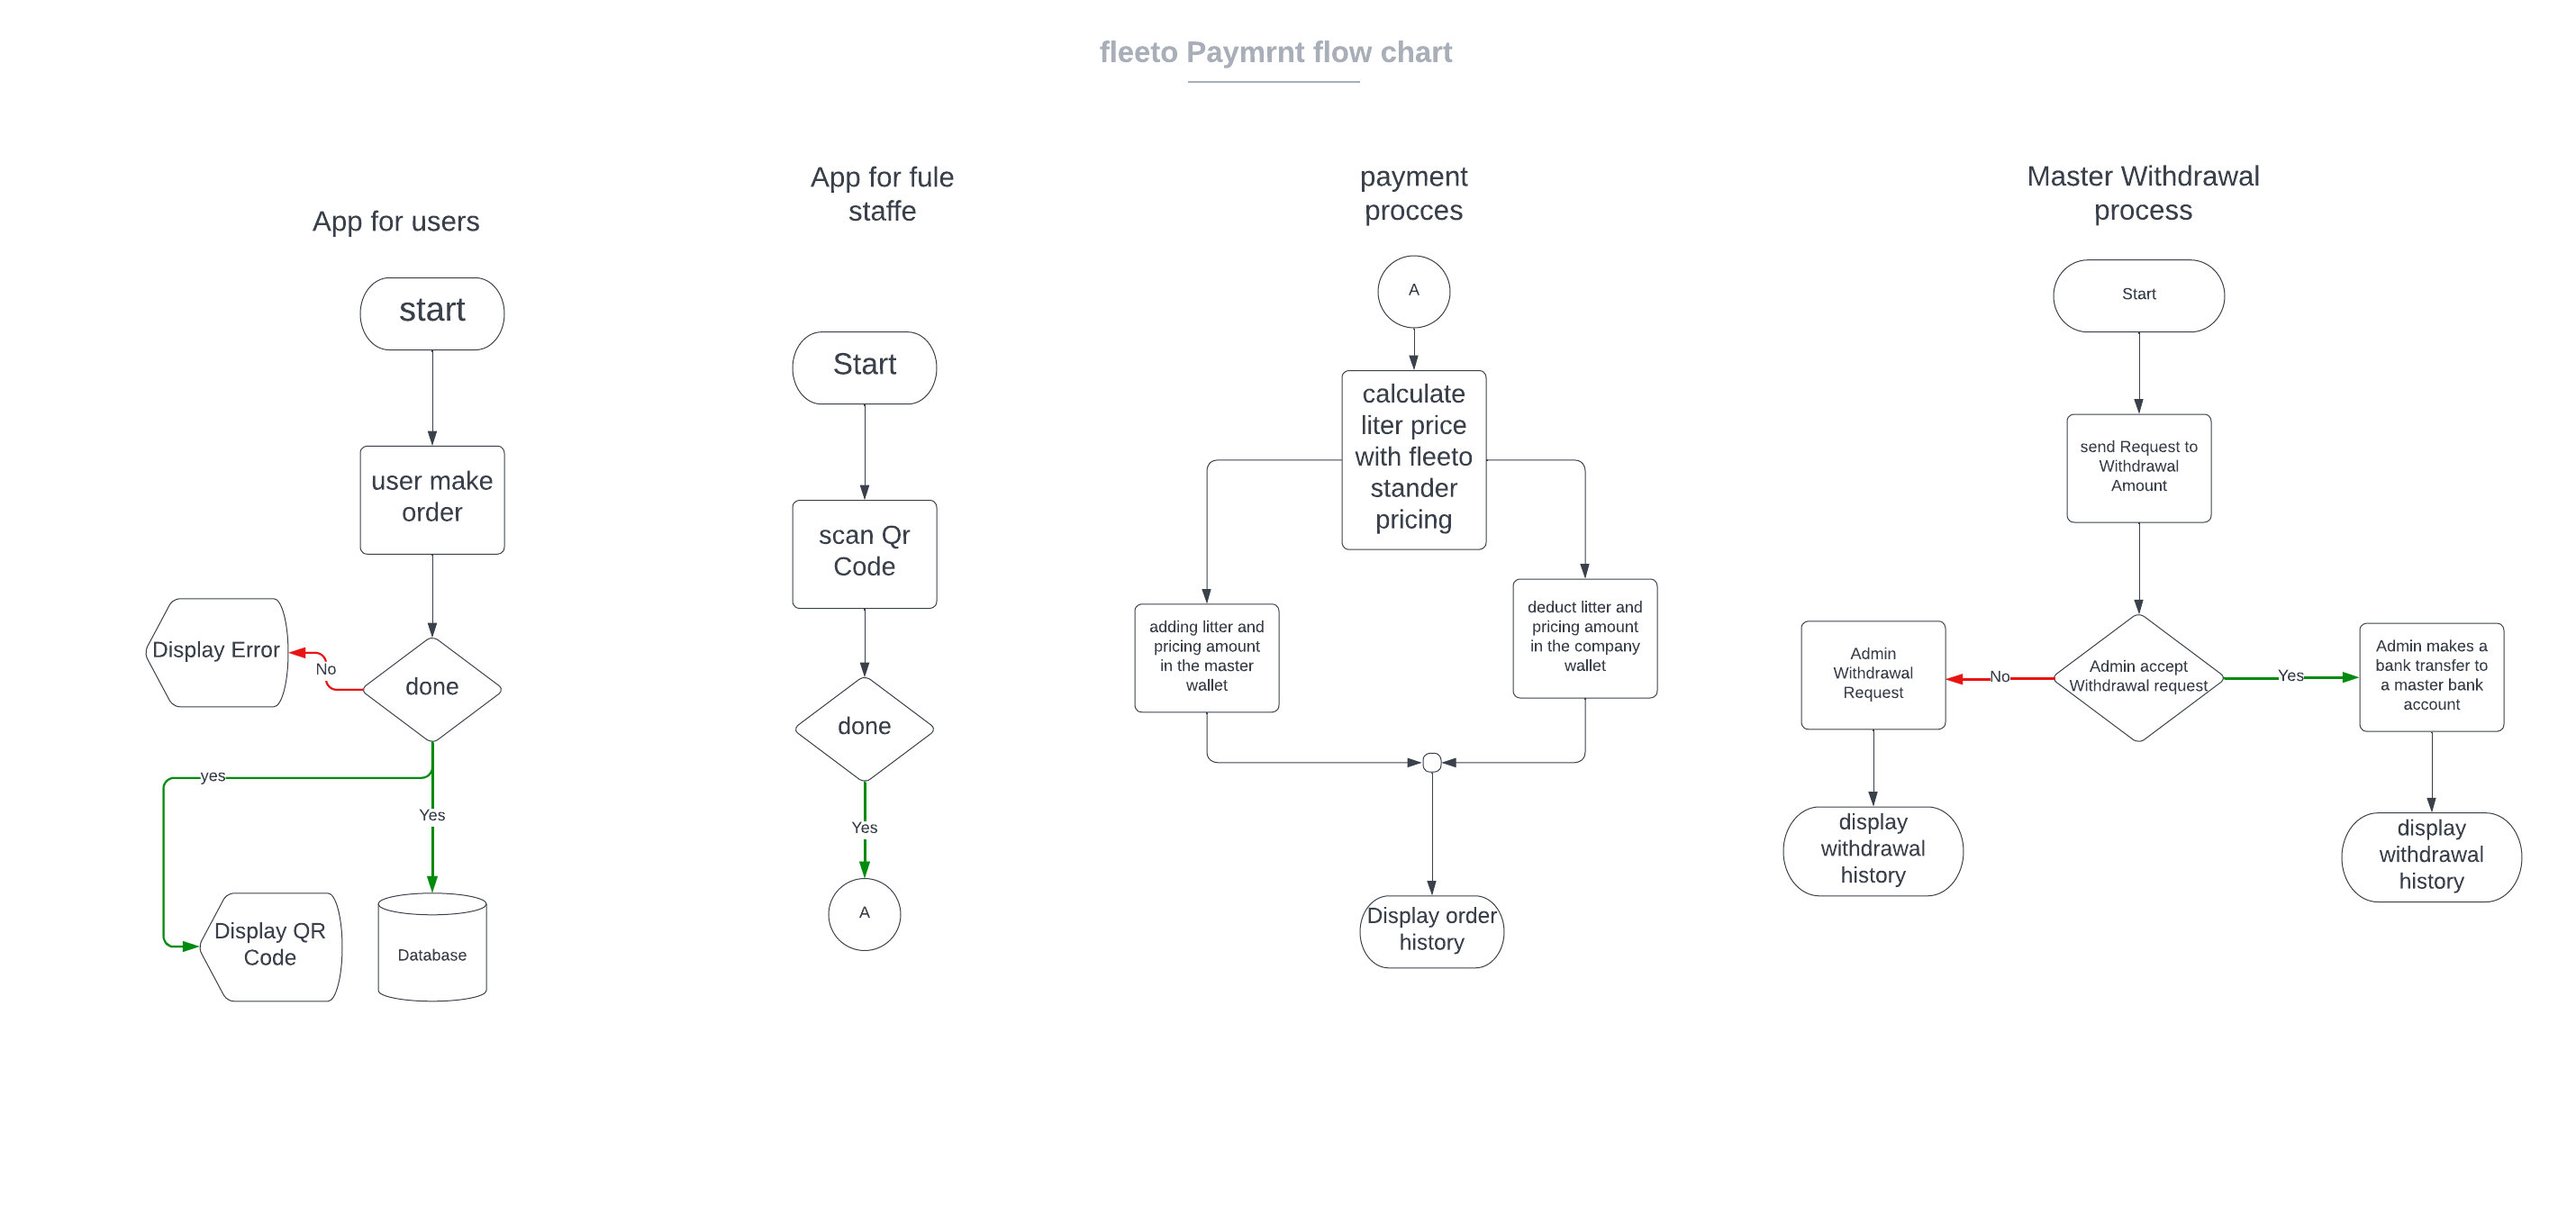 fleeto Paymrnt flow chart
App for users
start
user make
order
done
No
Display Error
yes
Yes
Display QR
Code
Database
App for fule
staffe
Start
scan Qr
Code
done
Yes
A
payment
procces
A
calculate
liter price
with fleeto
stander
pricing
adding litter and
pricing amount
in the master
wallet
deduct litter and
pricing amount
in the company
wallet
Display order
history
Master Withdrawal
process
Start
send Request to
Withdrawal
Amount
Admin accept
Withdrawal request
No
Admin
Withdrawal
Request
display
withdrawal
history
Yes
Admin makes a
bank transfer to
a master bank
account
display
withdrawal
history